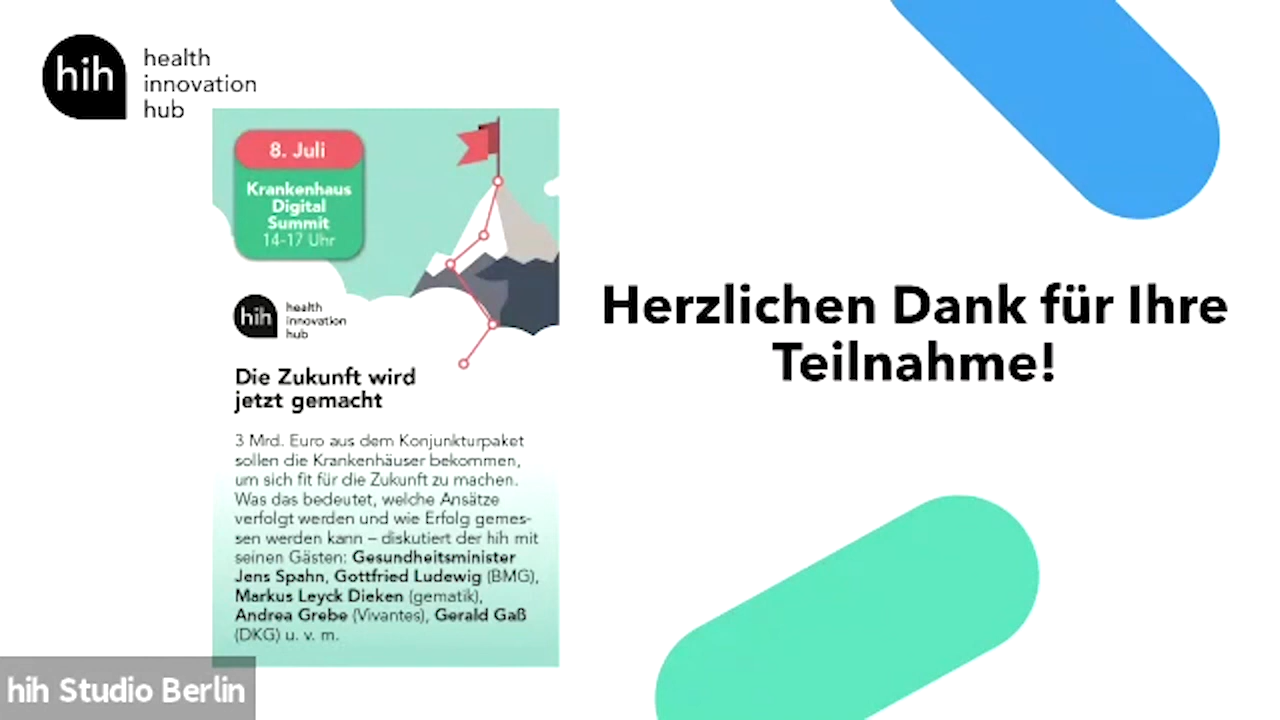 hih
health
innovation
hub
8. Juli
Krankenhaus
Digital
Summit
14-17 Uhr
hih
health
innovation
hub
Die Zukunft wird
jetzt gemacht
3 Mrd. Euro aus dem Konjunkturpaket
sollen die Krankenhäuser bekommen,
um sich fit für die Zukunft zu machen.
Was das bedeutet, welche Ansätze
verfolgt werden und wie Erfolg gemes-
sen werden kann – diskutiert der hih mit
seinen Gästen: Gesundheitsminister
Jens Spahn, Gottfried Ludewig (BMG),
Markus Leyck Dieken (gematik),
Andrea Grebe (Vivantes), Gerald Gaß
(DKG) u. v. m.
Herzlichen Dank für Ihre
Teilnahme!
hih Studio Berlin